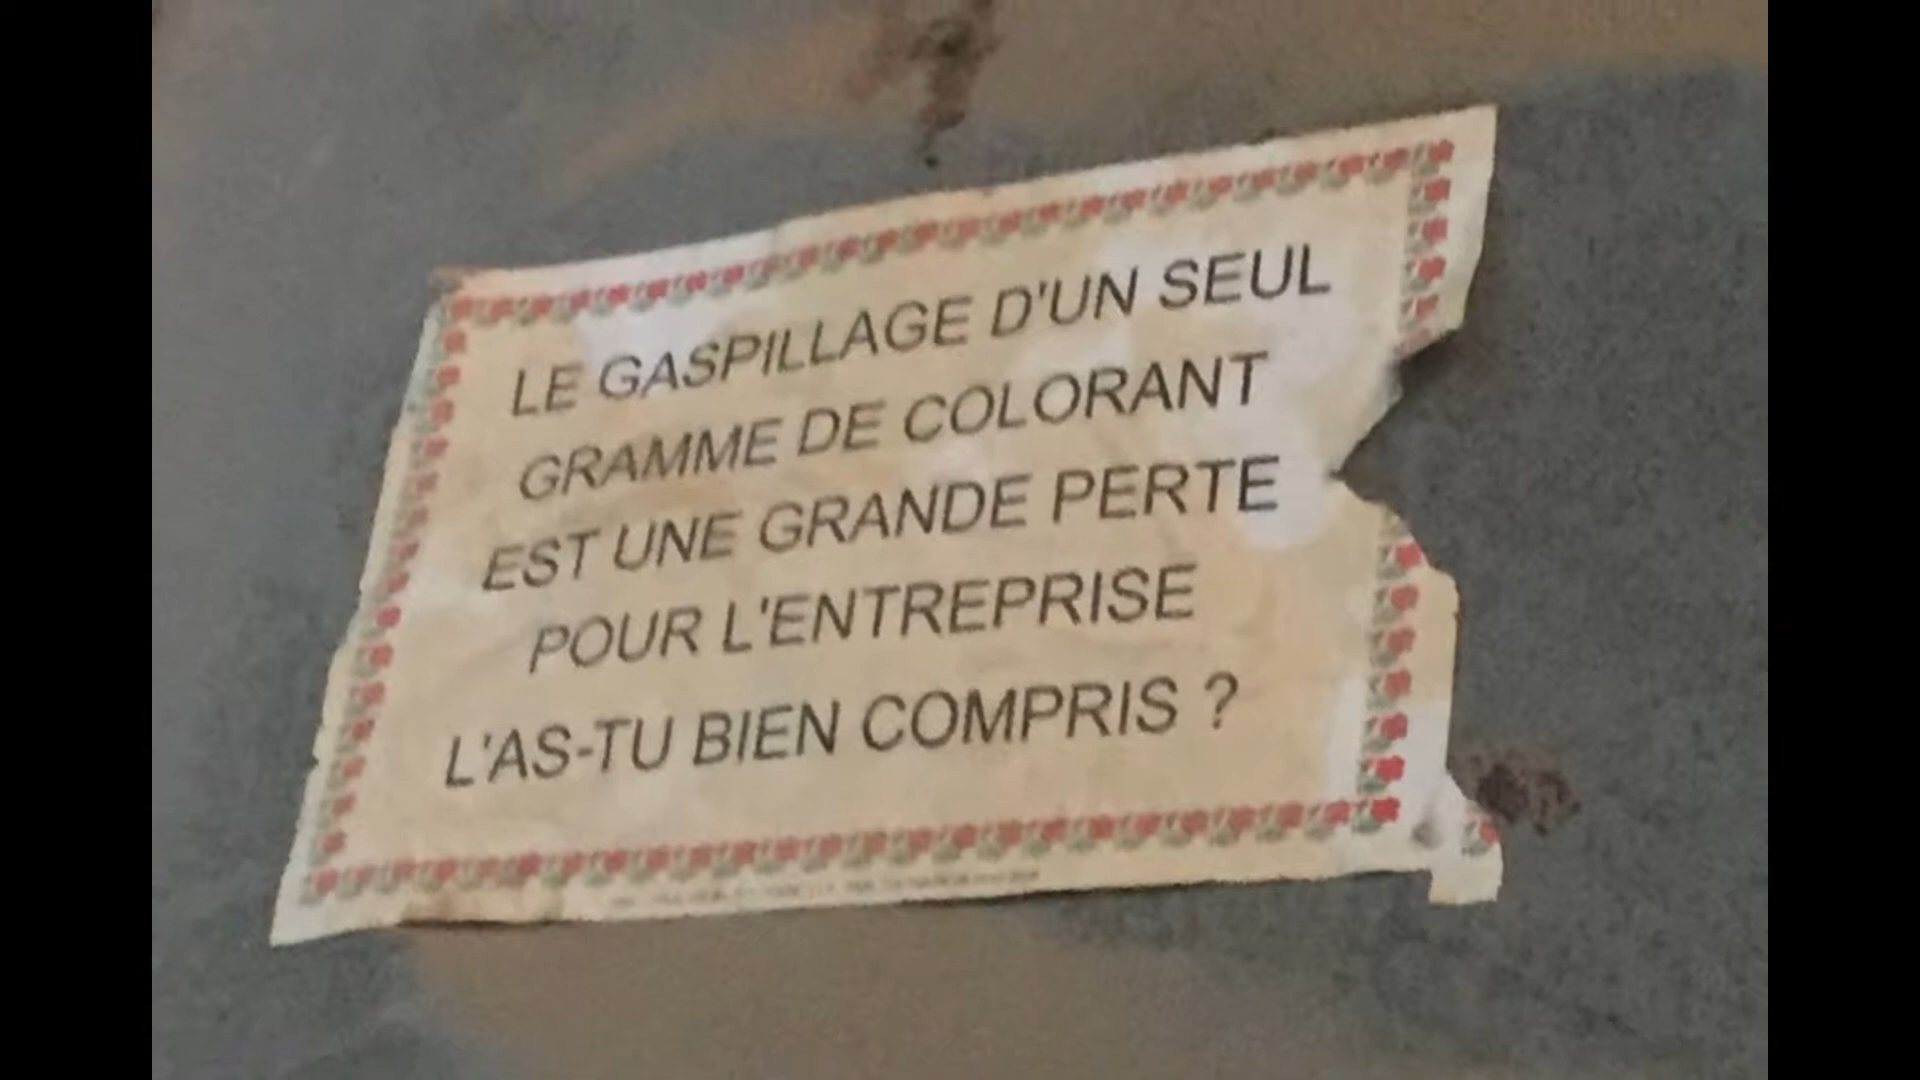 LE GASPILLAGE D'UN SEUL
GRAMME DE COLORANT
EST UNE GRANDE PERTE
POUR L'ENTREPRISE
L'AS-TU BIEN COMPRIS ?